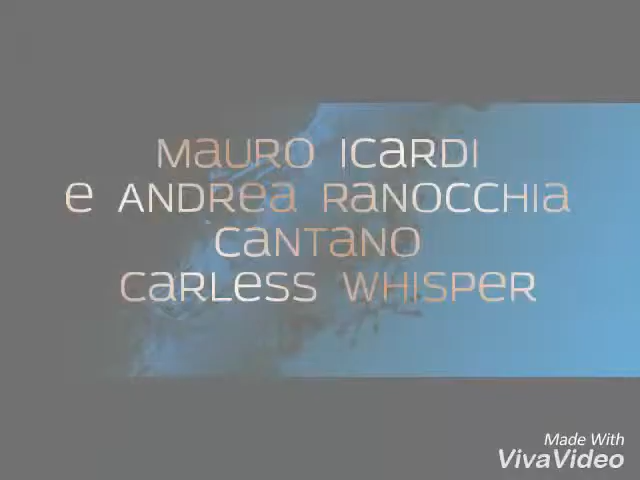 MaURO ICaRDI
e ANDRea RaNOCCHIa
CaNTaNO
CaRLeSS WHISPeR
Made With
VivaVideo